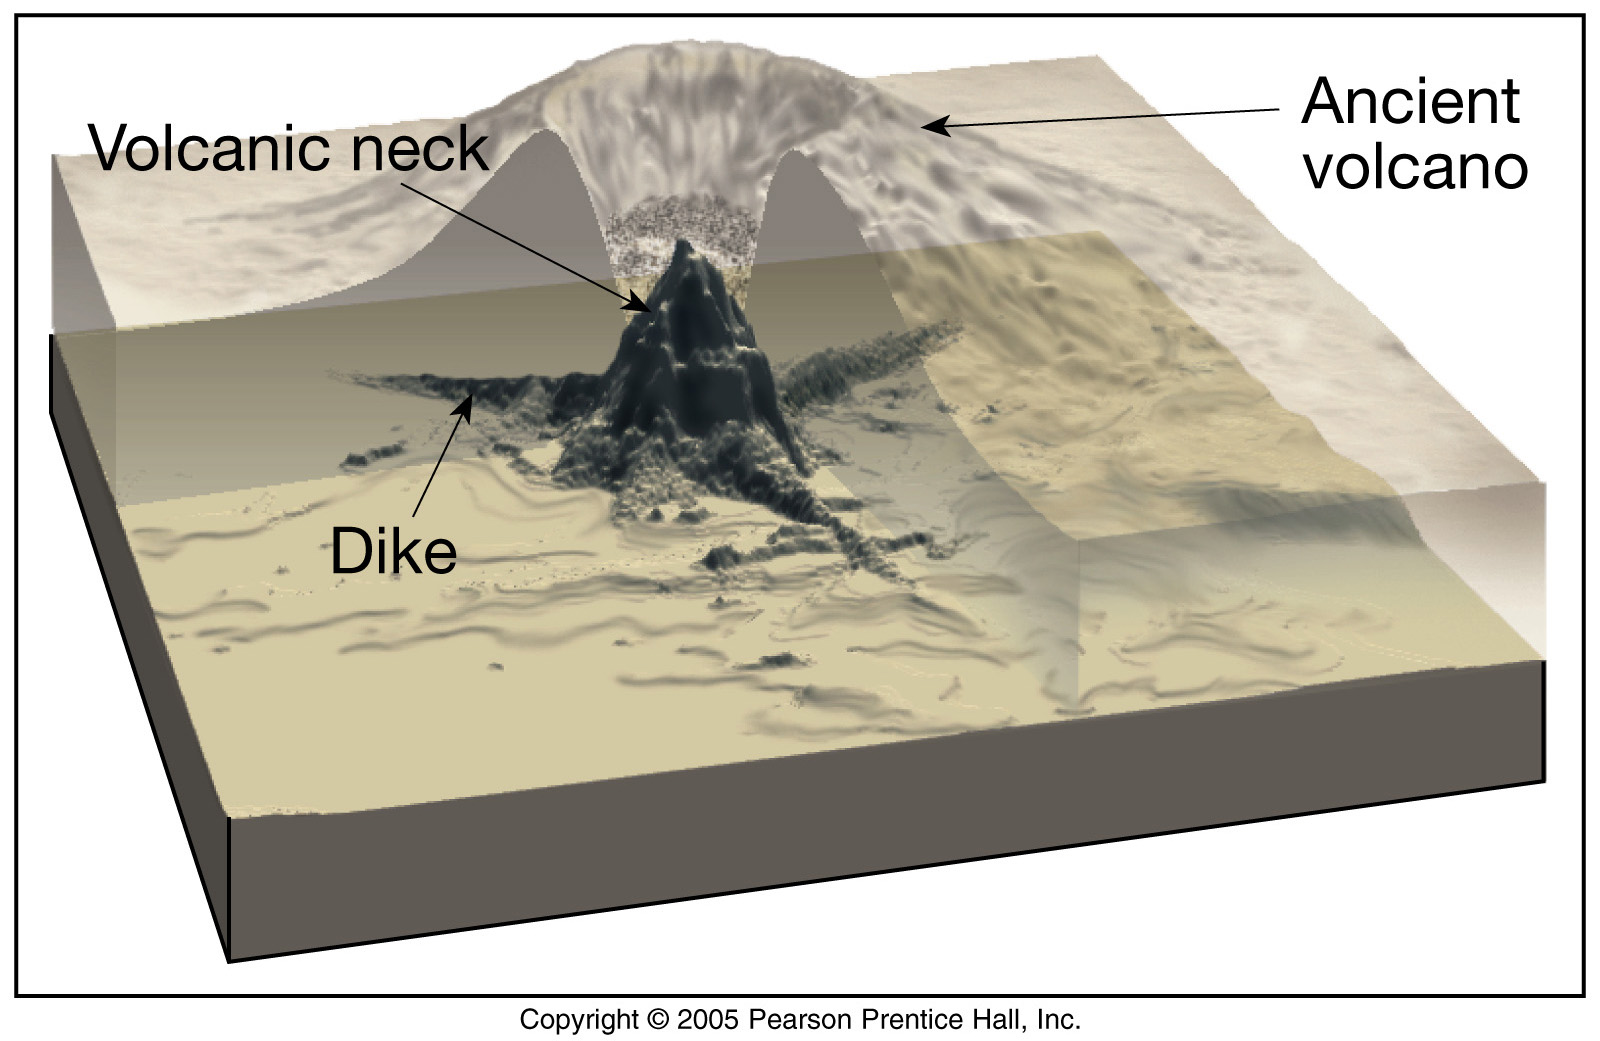 Ancient
volcano
Volcanic neck
Dike
Copyright © 2005 Pearson Prentice Hall, Inc.